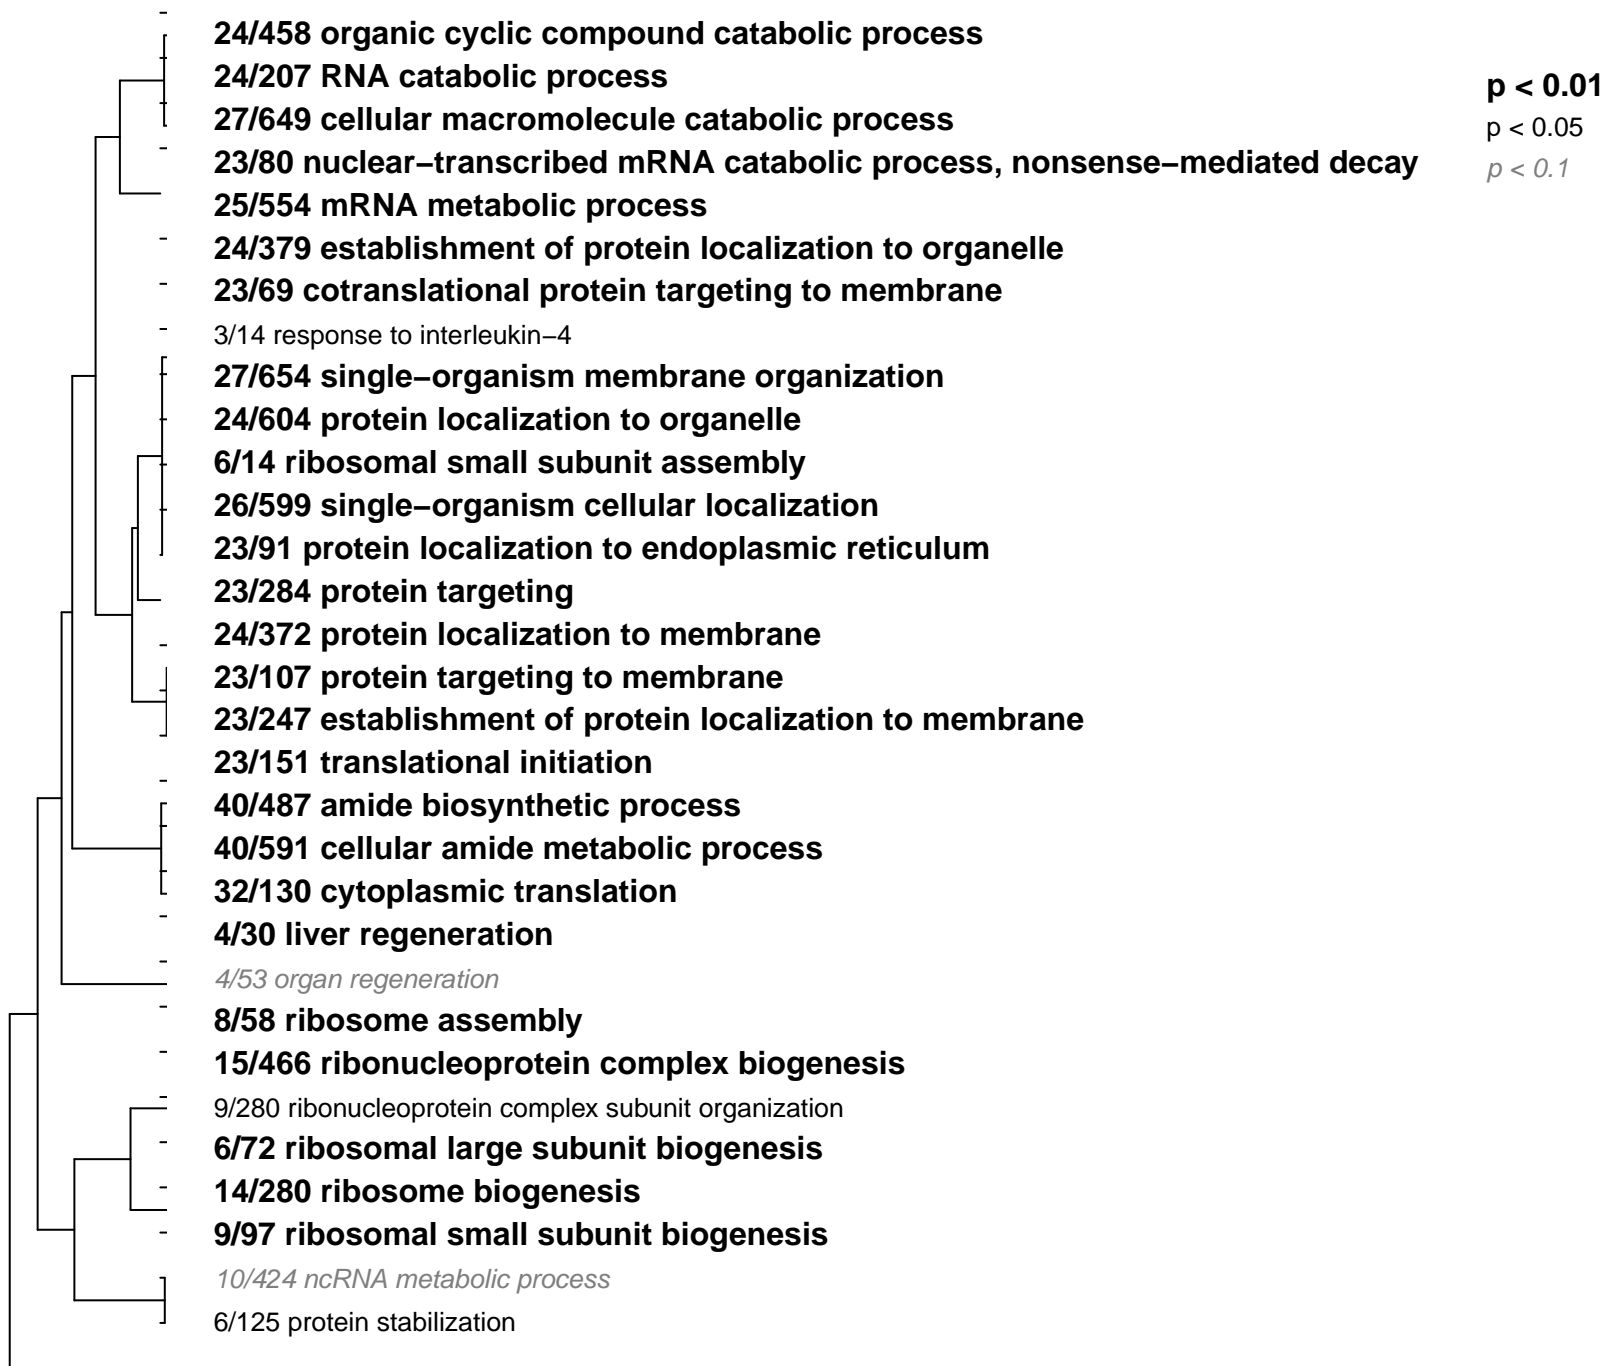 24/458 organic cyclic compound catabolic process
24/207 RNA catabolic process
27/649 cellular macromolecule catabolic process
23/80 nuclear−transcribed mRNA catabolic process, nonsense−mediated decay
25/554 mRNA metabolic process
24/379 establishment of protein localization to organelle
23/69 cotranslational protein targeting to membrane
3/14 response to interleukin−4
27/654 single−organism membrane organization
24/604 protein localization to organelle
6/14 ribosomal small subunit assembly
26/599 single−organism cellular localization
23/91 protein localization to endoplasmic reticulum
23/284 protein targeting
24/372 protein localization to membrane
23/107 protein targeting to membrane
23/247 establishment of protein localization to membrane
23/151 translational initiation
40/487 amide biosynthetic process
40/591 cellular amide metabolic process
32/130 cytoplasmic translation
4/30 liver regeneration
4/53 organ regeneration
8/58 ribosome assembly
15/466 ribonucleoprotein complex biogenesis
9/280 ribonucleoprotein complex subunit organization
6/72 ribosomal large subunit biogenesis
14/280 ribosome biogenesis
9/97 ribosomal small subunit biogenesis
10/424 ncRNA metabolic process
6/125 protein stabilization
p < 0.01
p < 0.05
p < 0.1